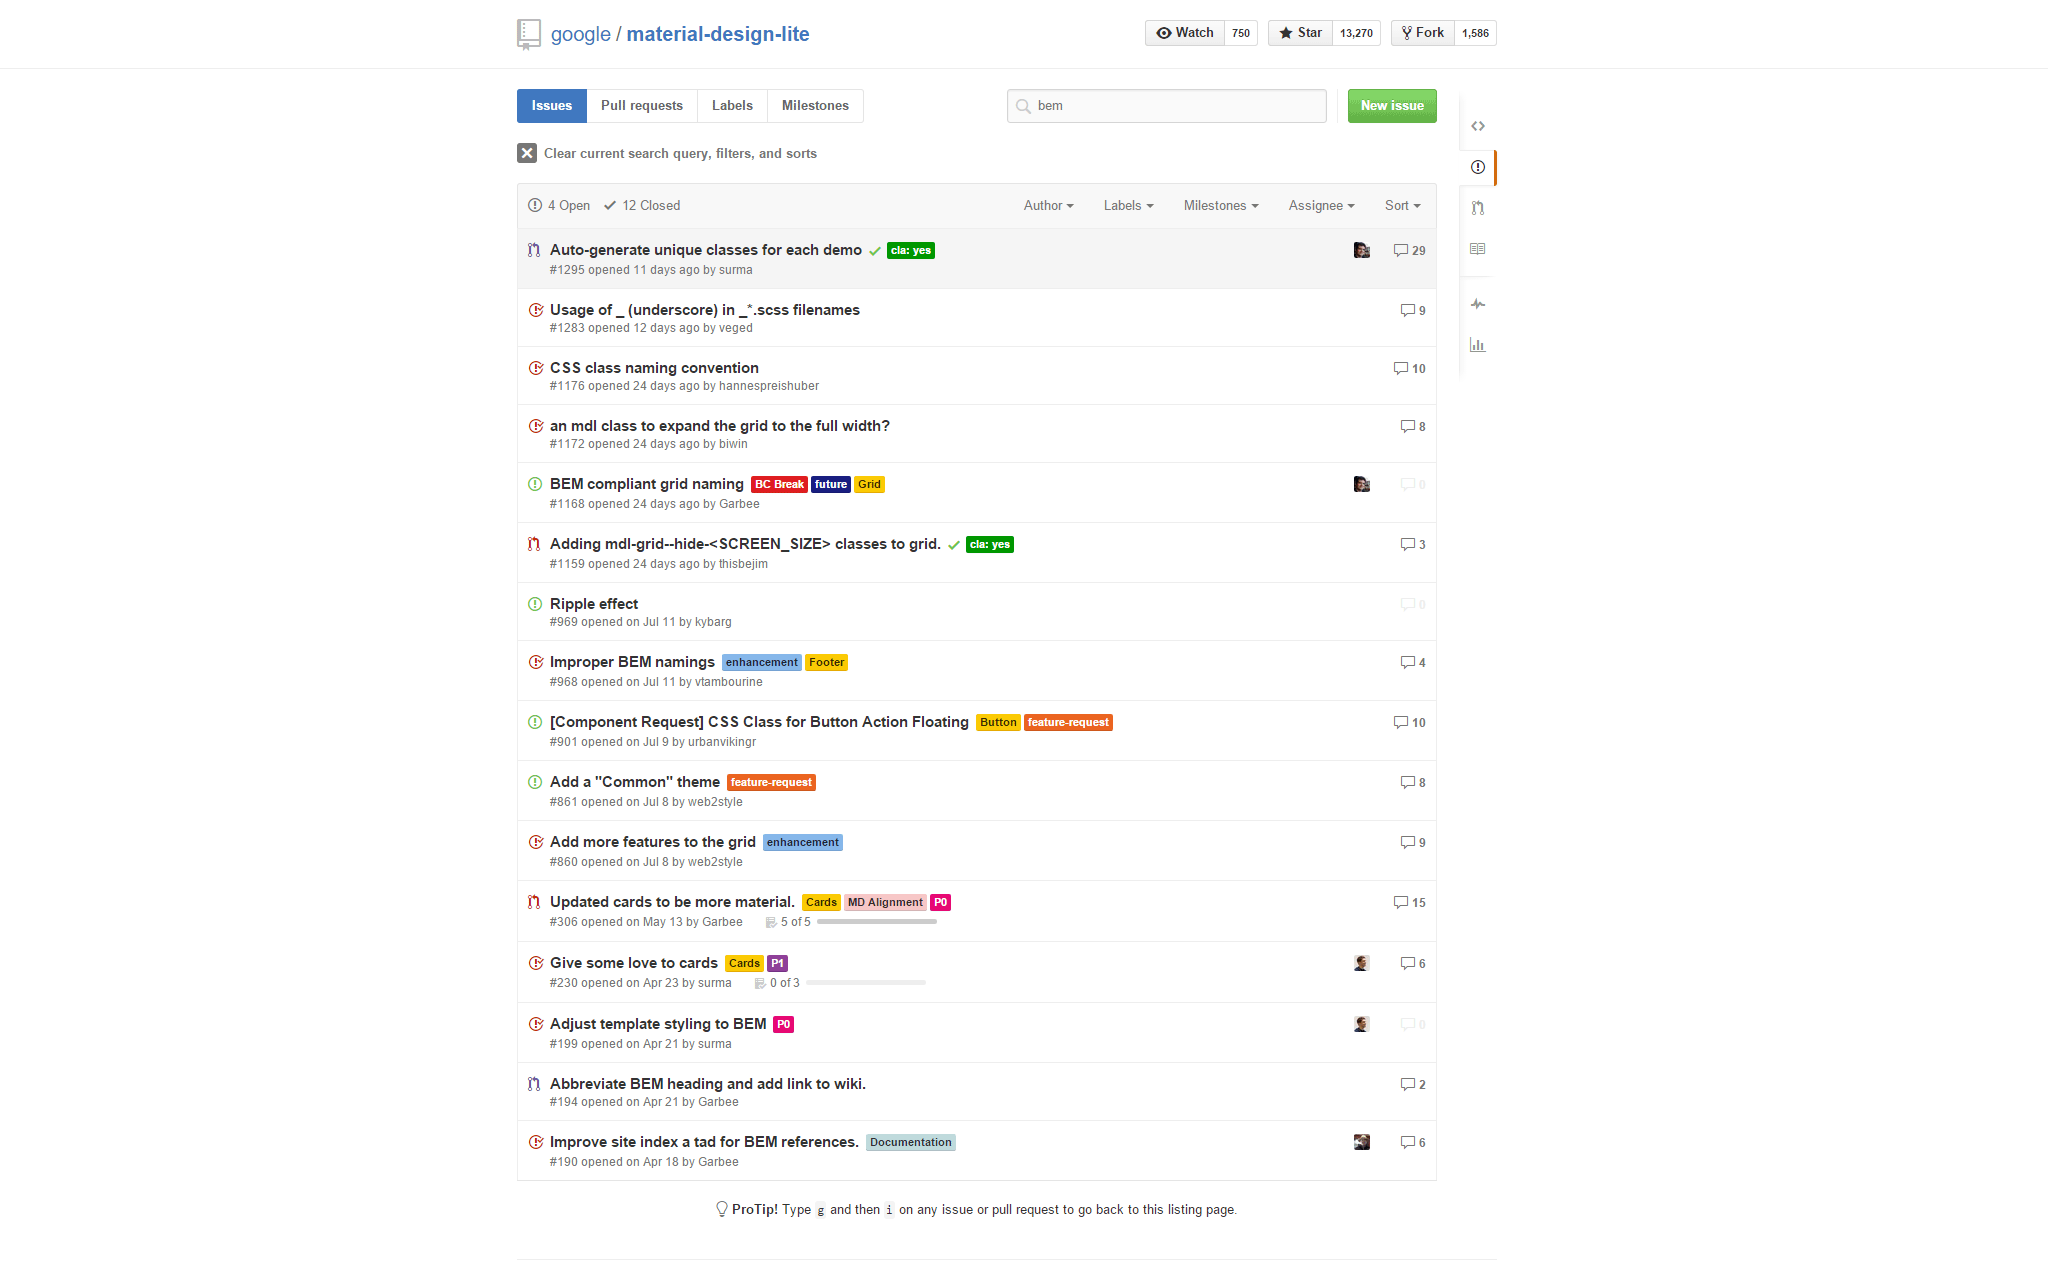 google / material-design-lite
Watch 750 Star 13,270 Fork 1,586
Issues Pull requests Labels Milestones bem New issue
Clear current search query, filters, and sorts
4 Open 12 Closed Author Labels Milestones Assignee Sort
Auto-generate unique classes for each demo cla: yes 29
#1295 opened 11 days ago by surma
Usage of _ (underscore) in _*.scss filenames 9
#1283 opened 12 days ago by veged
CSS class naming convention 10
#1176 opened 24 days ago by hannespreishuber
an mdl class to expand the grid to the full width? 8
#1172 opened 24 days ago by biwin
BEM compliant grid naming BC Break future Grid 0
#1168 opened 24 days ago by Garbee
Adding mdl-grid--hide-<SCREEN_SIZE> classes to grid. cla: yes 3
#1159 opened 24 days ago by thisbejim
Ripple effect 0
#969 opened on Jul 11 by kybarg
Improper BEM namings enhancement Footer 4
#968 opened on Jul 11 by vtambourine
[Component Request] CSS Class for Button Action Floating Button feature-request 10
#901 opened on Jul 9 by urbanvikingr
Add a "Common" theme feature-request 8
#861 opened on Jul 8 by web2style
Add more features to the grid enhancement 9
#860 opened on Jul 8 by web2style
Updated cards to be more material. Cards MD Alignment P0 15
#306 opened on May 13 by Garbee 5 of 5
Give some love to cards Cards P1 6
#230 opened on Apr 23 by surma 0 of 3
Adjust template styling to BEM P0 0
#199 opened on Apr 21 by surma
Abbreviate BEM heading and add link to wiki. 2
#194 opened on Apr 21 by Garbee
Improve site index a tad for BEM references. Documentation 6
#190 opened on Apr 18 by Garbee
ProTip! Type g and then i on any issue or pull request to go back to this listing page.